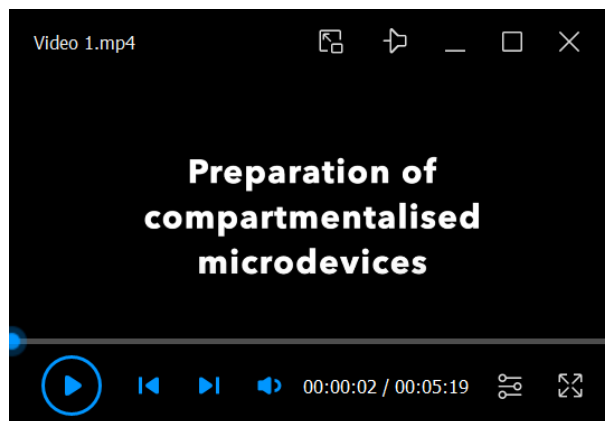 Video 1.mp4
Preparation of
compartmentalised
microdevices
00:00:02 / 00:05:19